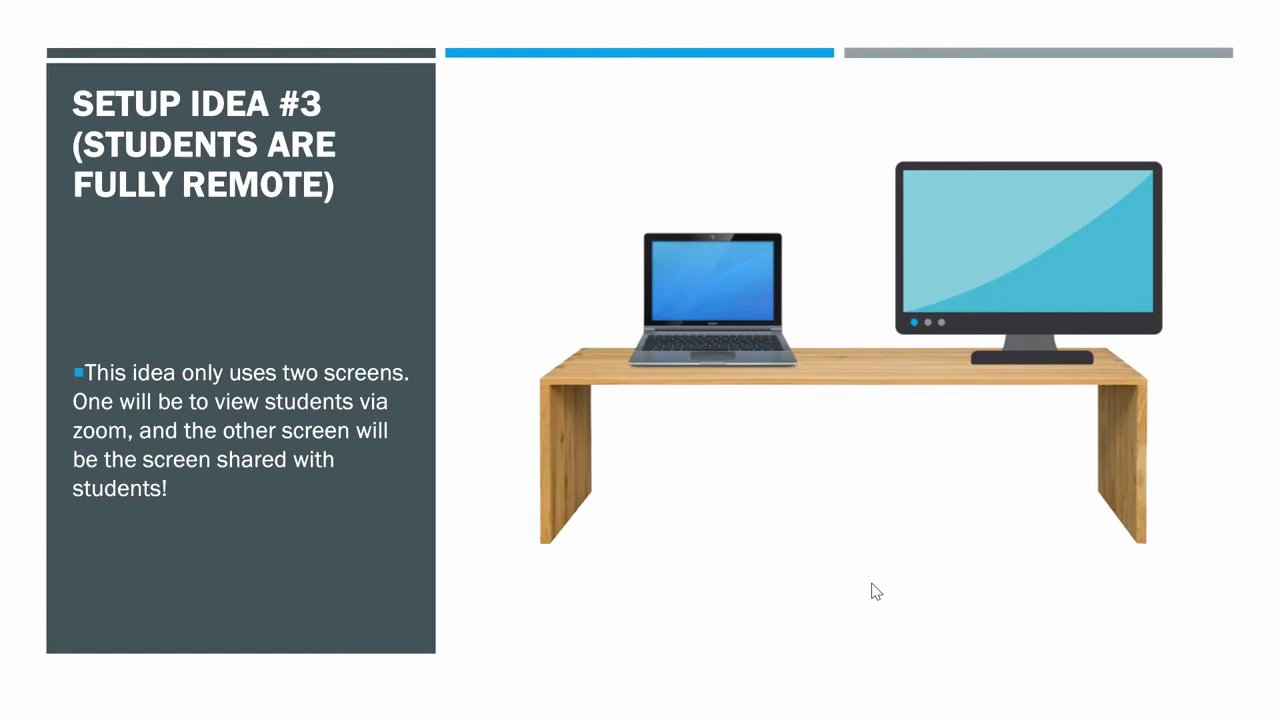 SETUP IDEA #3
(STUDENTS ARE
FULLY REMOTE)
This idea only uses two screens.
One will be to view students via
zoom, and the other screen will
be the screen shared with
students!